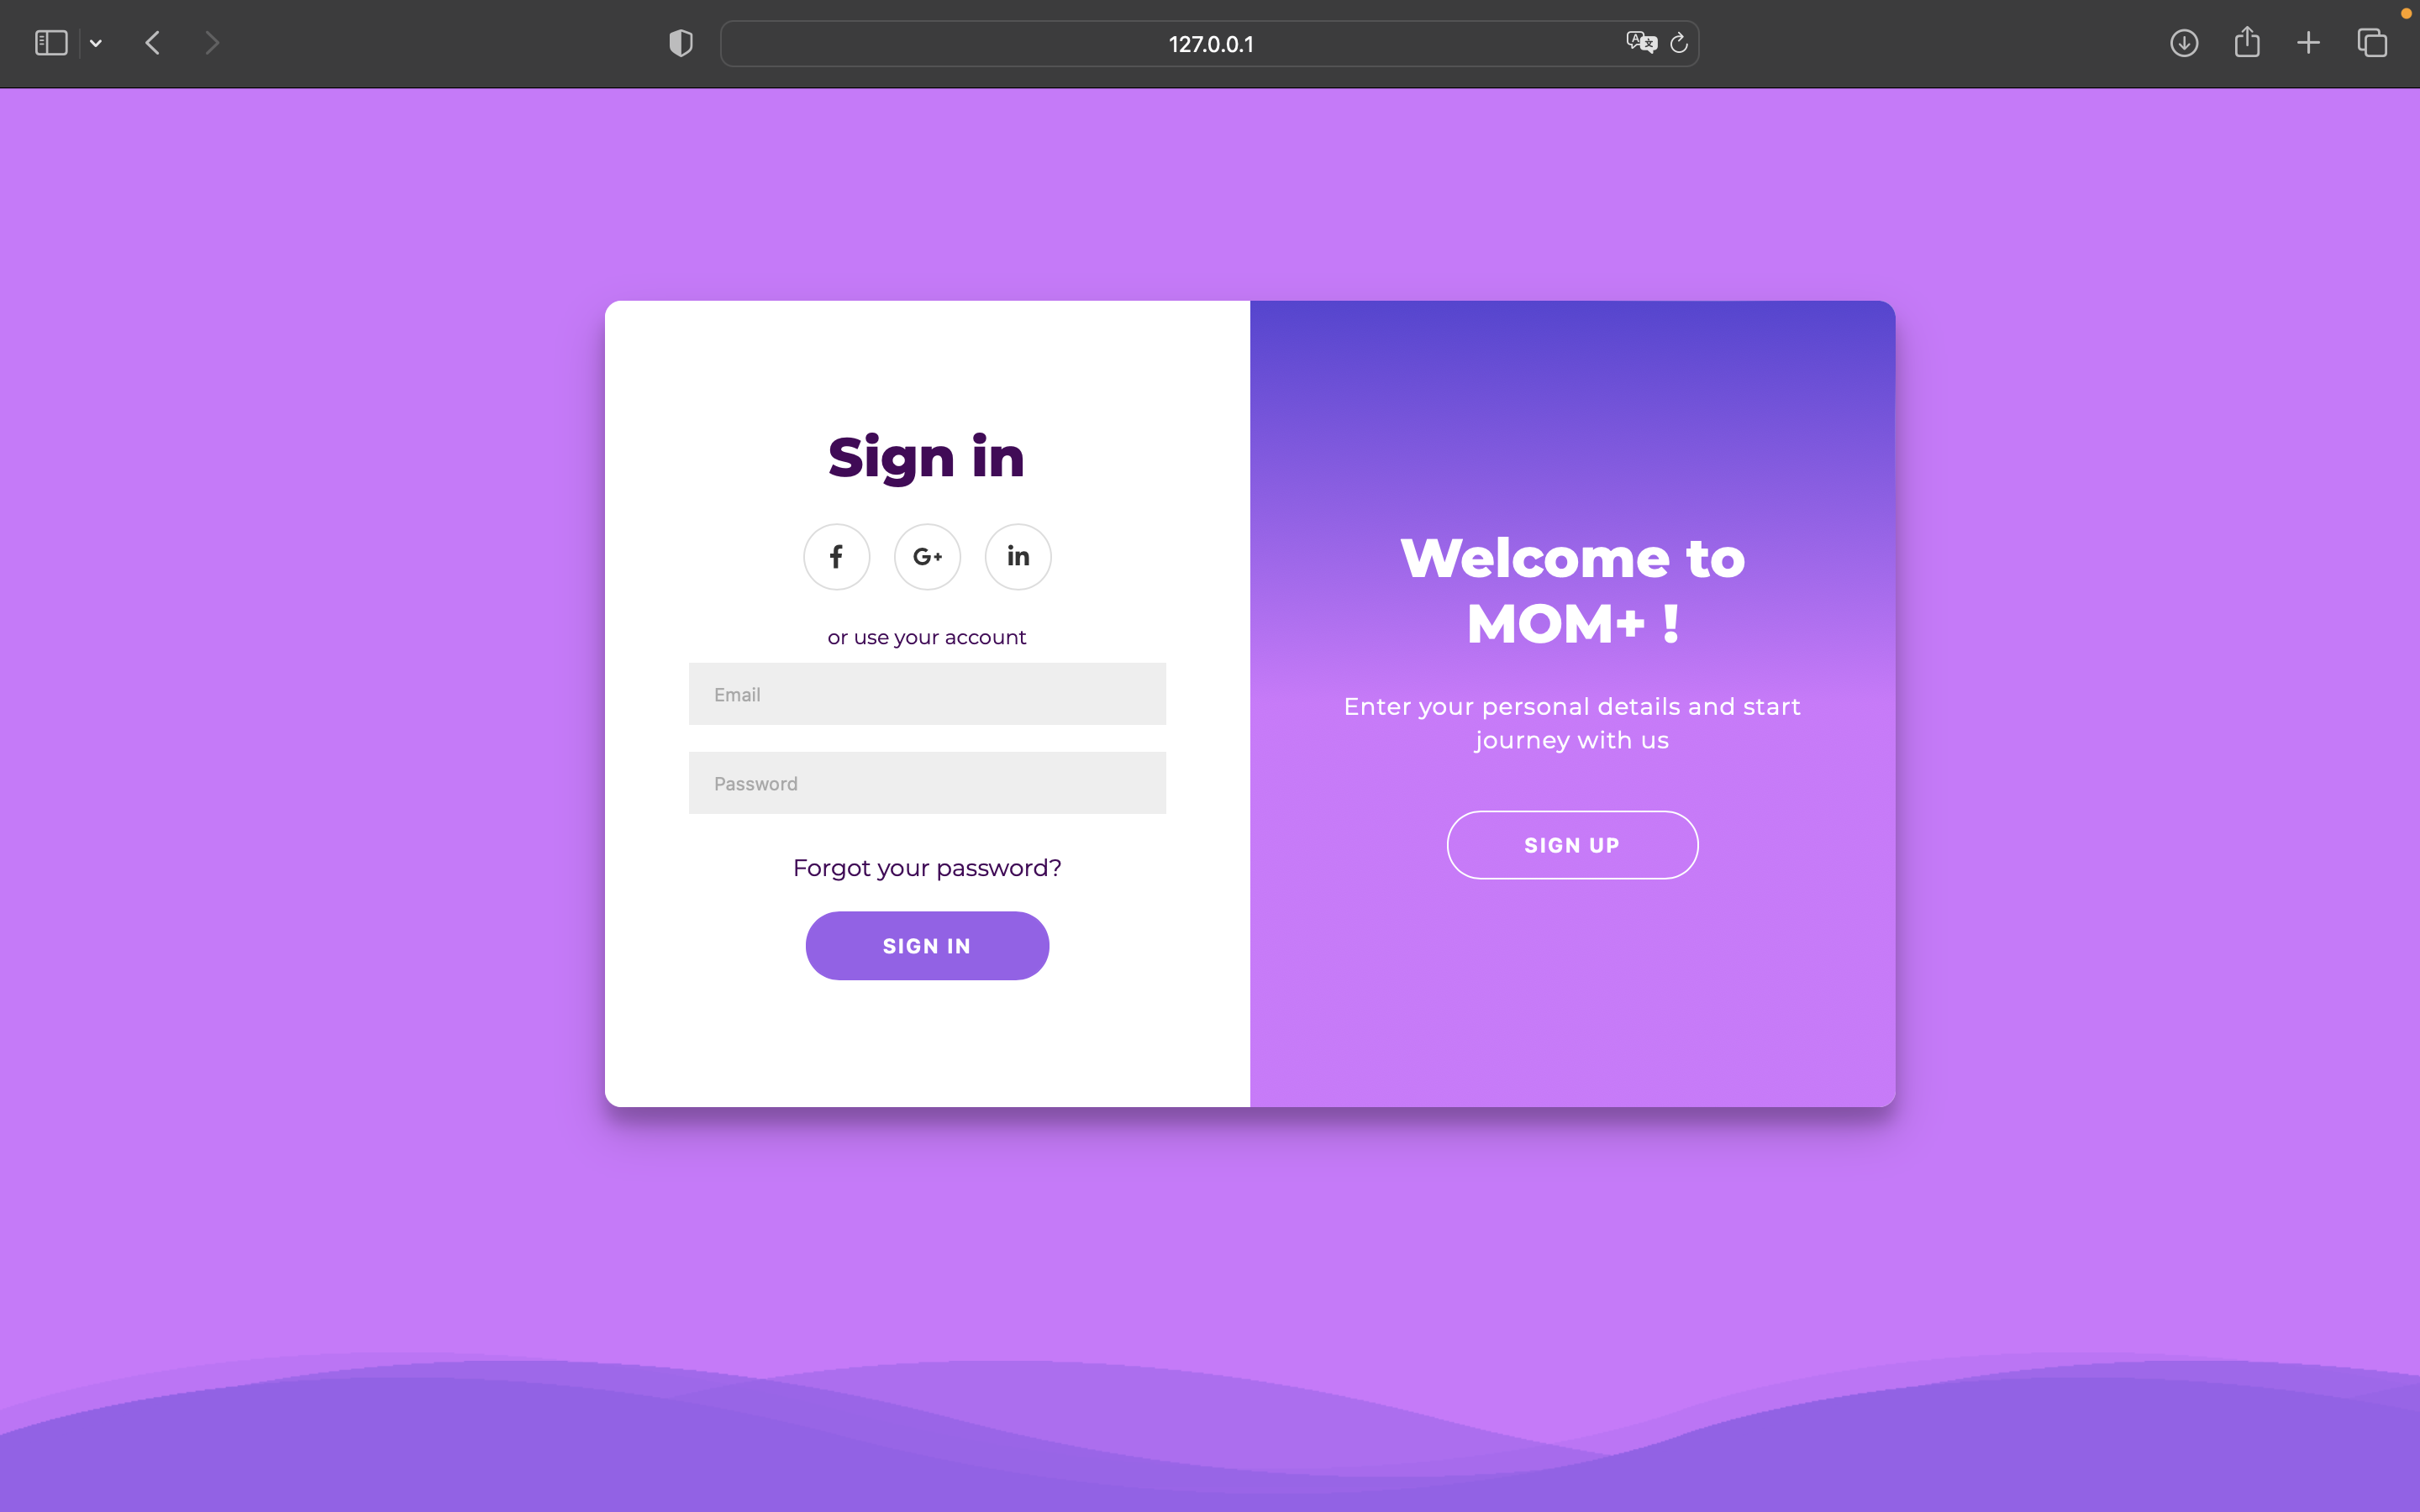 127.0.0.1
Sign in
f G+ in
or use your account
Email
Password
Forgot your password?
SIGN IN
Welcome to
MOM+ !
Enter your personal details and start
journey with us
SIGN UP